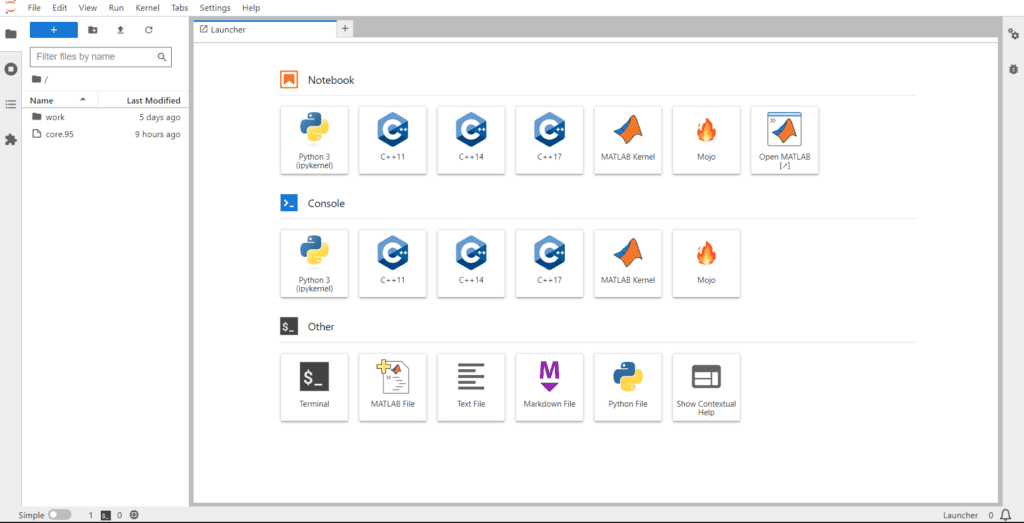 File Edit View Run Kernel Tabs Settings Help
+
Filter files by name
/
Name Last Modified
work 5 days ago
core.95 9 hours ago
Launcher +
Notebook
Python 3
(ipykernel)
C++
C++11
C++
C++14
C++
C++17
MATLAB Kernel
Mojo
>>
Open MATLAB
[↗]
>_
Console
Python 3
(ipykernel)
C++
C++11
C++
C++14
C++
C++17
MATLAB Kernel
Mojo
$_
Other
$_
Terminal
>>
MATLAB File
Text File
M
Markdown File
Python File
Show Contextual
Help
Simple 1 $_ 0
Launcher 0